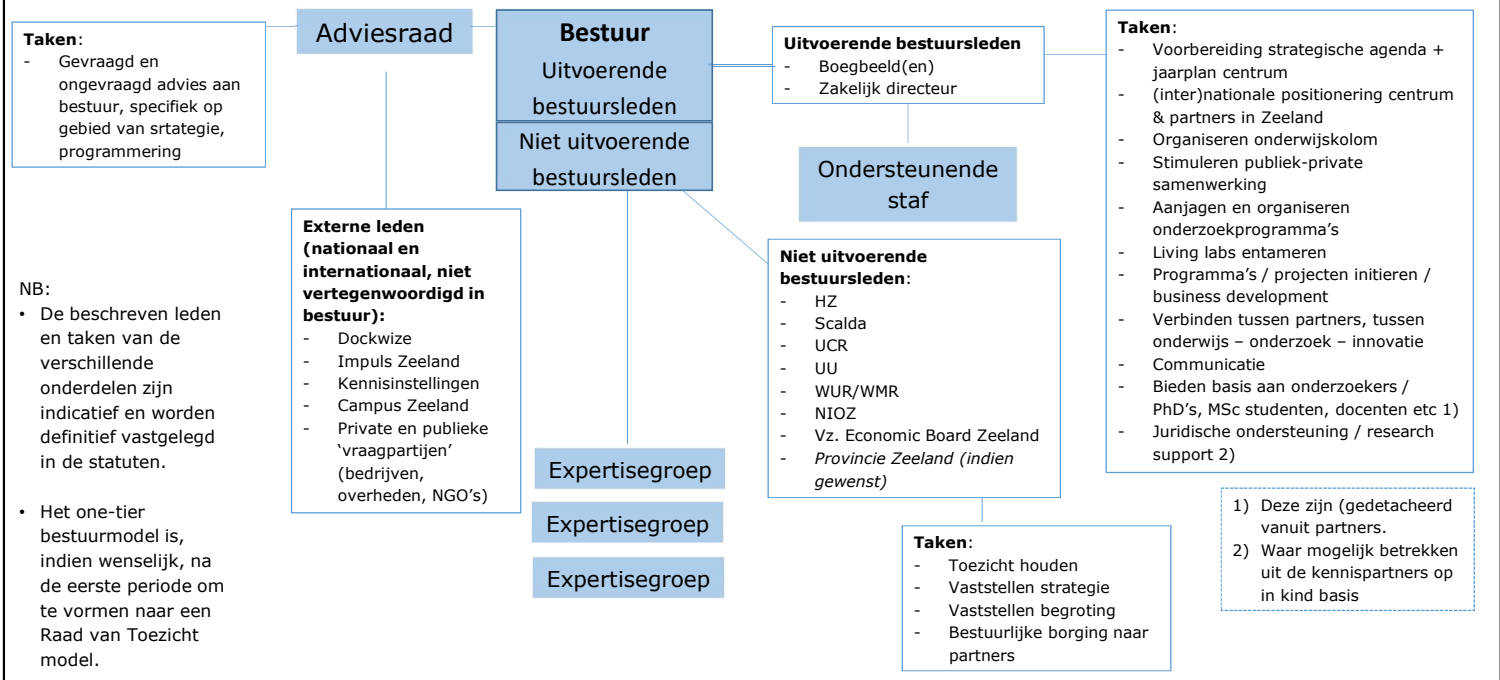 Taken:
- Gevraagd en
ongevraagd advies aan
bestuur, specifiek op
gebied van srtategie,
programmering
Adviesraad
Bestuur
Uitvoerende
bestuursleden
Niet uitvoerende
bestuursleden
Uitvoerende bestuursleden
- Boegbeeld(en)
- Zakelijk directeur
Ondersteunende
staf
Taken:
- Voorbereiding strategische agenda +
jaarplan centrum
- (inter)nationale positionering centrum
& partners in Zeeland
- Organiseren onderwijskolom
- Stimuleren publiek-private
samenwerking
- Aanjagen en organiseren
onderzoekprogramma’s
- Living labs entameren
- Programma’s / projecten initieren /
business development
- Verbinden tussen partners, tussen
onderwijs – onderzoek – innovatie
- Communicatie
- Bieden basis aan onderzoekers /
PhD’s, MSc studenten, docenten etc 1)
- Juridische ondersteuning / research
support 2)
NB:
• De beschreven leden
en taken van de
verschillende
onderdelen zijn
indicatief en worden
definitief vastgelegd
in de statuten.
• Het one-tier
bestuurmodel is,
indien wenselijk, na
de eerste periode om
te vormen naar een
Raad van Toezicht
model.
Externe leden
(nationaal en
internationaal, niet
vertegenwoordigd in
bestuur):
- Dockwize
- Impuls Zeeland
- Kennisinstellingen
- Campus Zeeland
- Private en publieke
‘vraagpartijen’
(bedrijven,
overheden, NGO’s)
Expertisegroep
Expertisegroep
Expertisegroep
Niet uitvoerende
bestuursleden:
- HZ
- Scalda
- UCR
- UU
- WUR/WMR
- NIOZ
- Vz. Economic Board Zeeland
- Provincie Zeeland (indien
gewenst)
Taken:
- Toezicht houden
- Vaststellen strategie
- Vaststellen begroting
- Bestuurlijke borging naar
partners
1) Deze zijn (gedetacheerd
vanuit partners.
2) Waar mogelijk betrekken
uit de kennispartners op
in kind basis